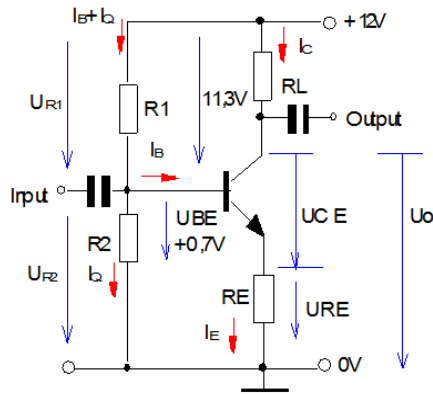 IB+IQ
+12V
IC
UR1
R1
11,3V
RL
Output
IB
Input
UBE
+0,7V
UCE
Uo
R2
UR2
IQ
RE
URE
IE
0V